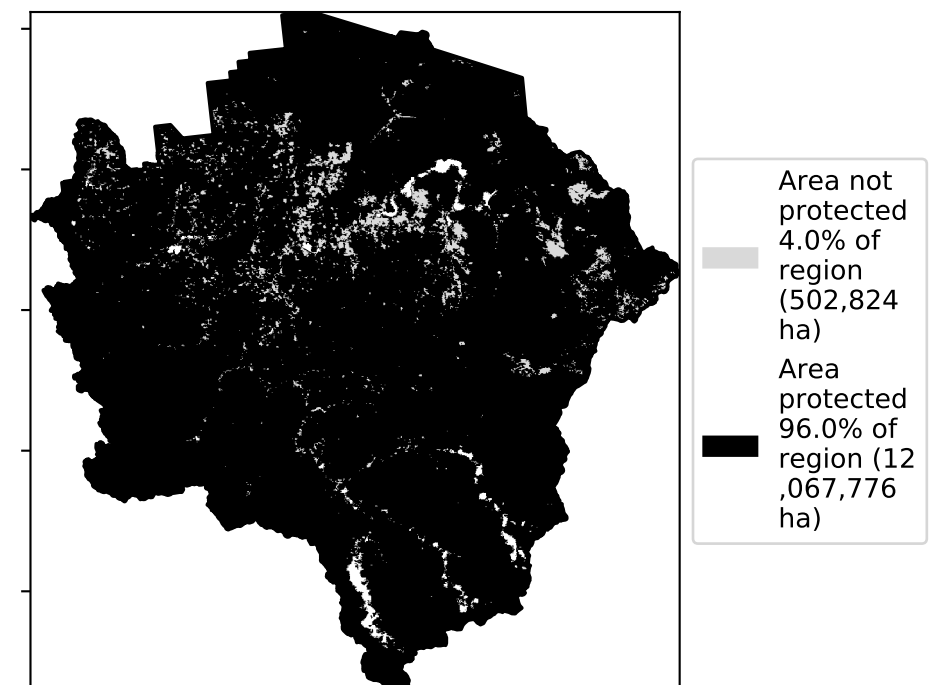 Area not
protected
4.0% of
region
(502,824
ha)
Area
protected
96.0% of
region (12
,067,776
ha)